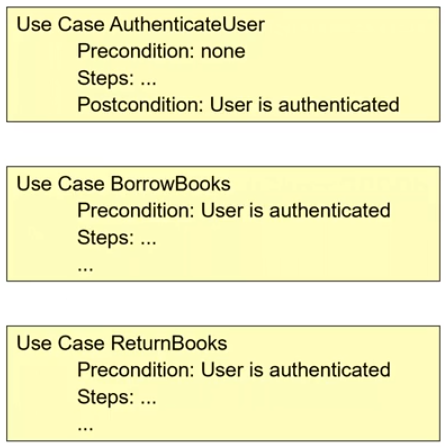 Use Case AuthenticateUser
Precondition: none
Steps: ...
Postcondition: User is authenticated
Use Case BorrowBooks
Precondition: User is authenticated
Steps: ...
...
Use Case ReturnBooks
Precondition: User is authenticated
Steps: ...
...